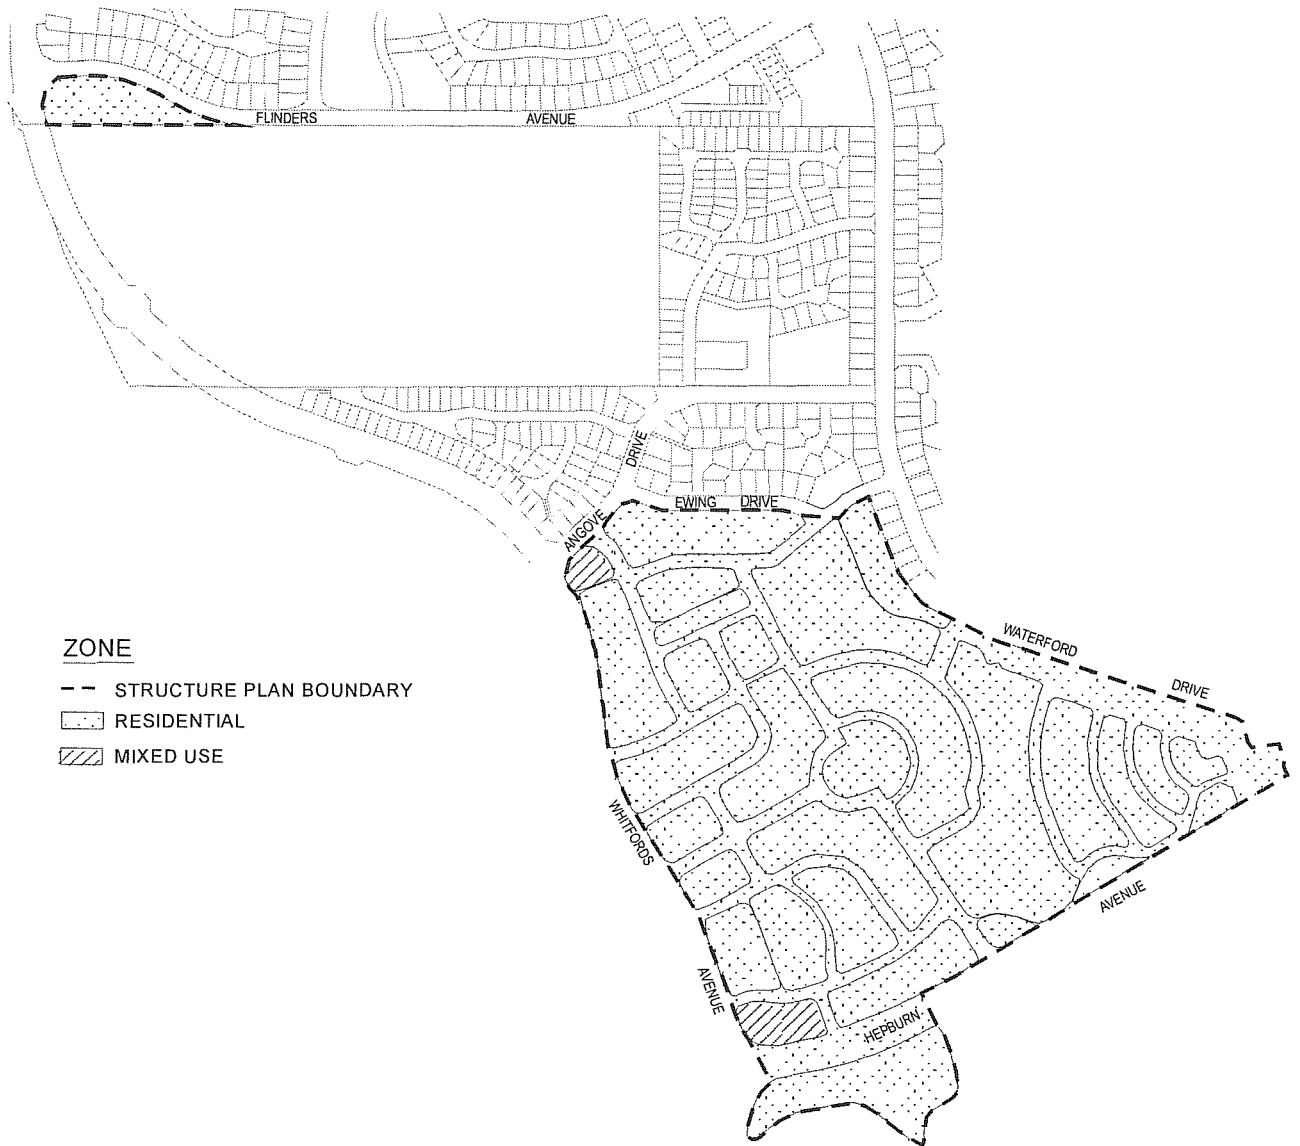 FLINDERS AVENUE
DRIVE
EWING DRIVE
ANGOVE
WATERFORD
DRIVE
ZONE
STRUCTURE PLAN BOUNDARY
RESIDENTIAL
MIXED USE
WHITFORDS
AVENUE
AVENUE
HEPBURN